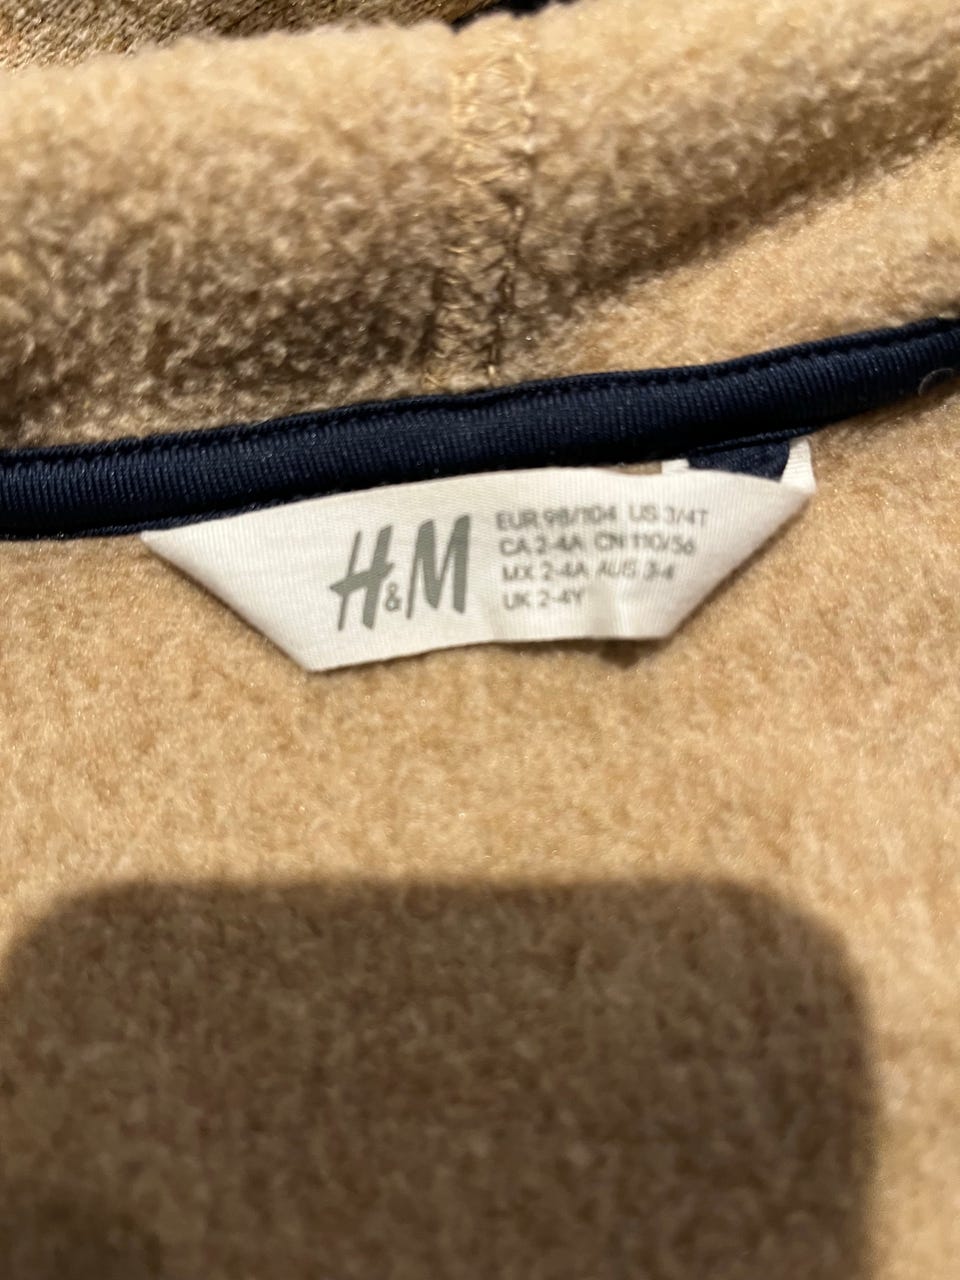 H&M
EUR 98/104 US 3/4T
CA 2-4A CN 110/56
MX 2-4A AUS 3-4
UK 2-4Y